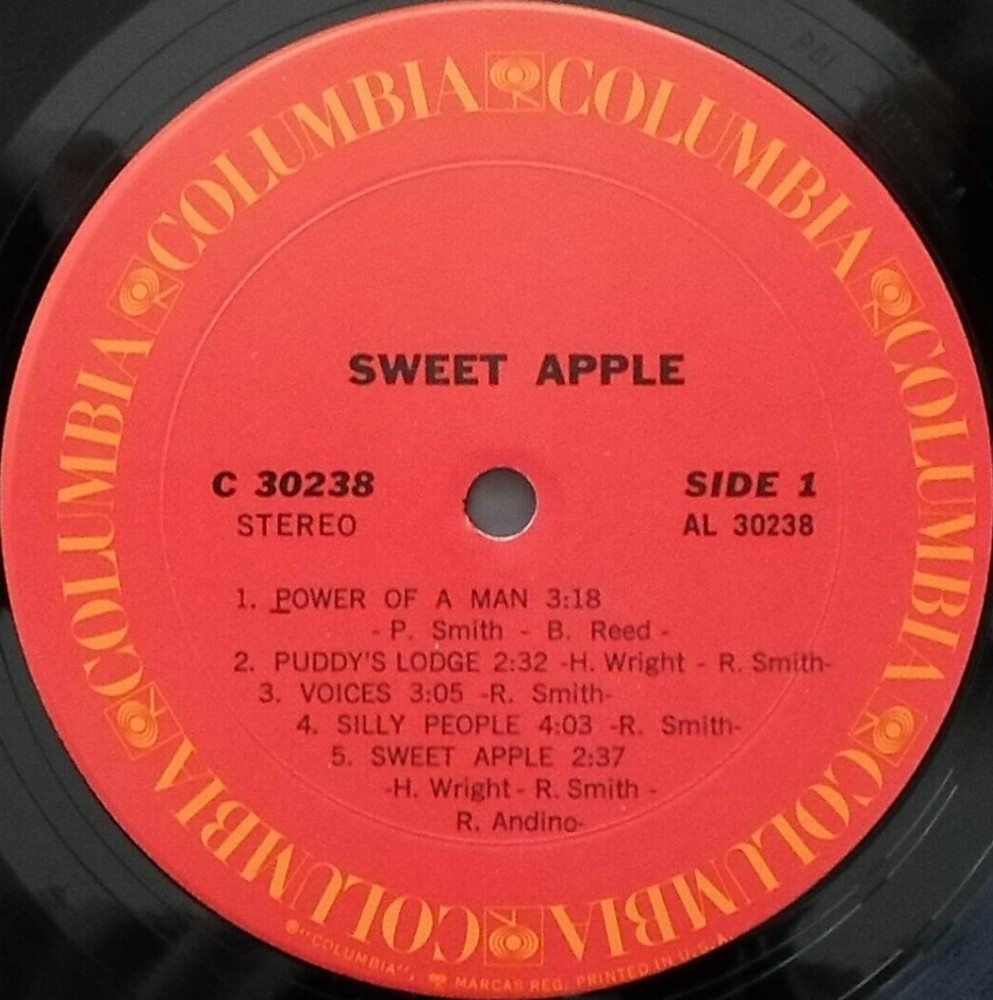 COLUMBIA COLUMBIA COLUMBIA COLUMBIA COLUMBIA COLUMBIA
SWEET APPLE
C 30238
SIDE 1
STEREO
AL 30238
1. POWER OF A MAN 3:18
- P. Smith - B. Reed -
2. PUDDY'S LODGE 2:32 -H. Wright - R. Smith-
3. VOICES 3:05 -R. Smith-
4. SILLY PEOPLE 4:03 -R. Smith-
5. SWEET APPLE 2:37
-H. Wright - R. Smith -
R. Andino-
®"COLUMBIA", MARCAS REG. PRINTED IN U.S.A.